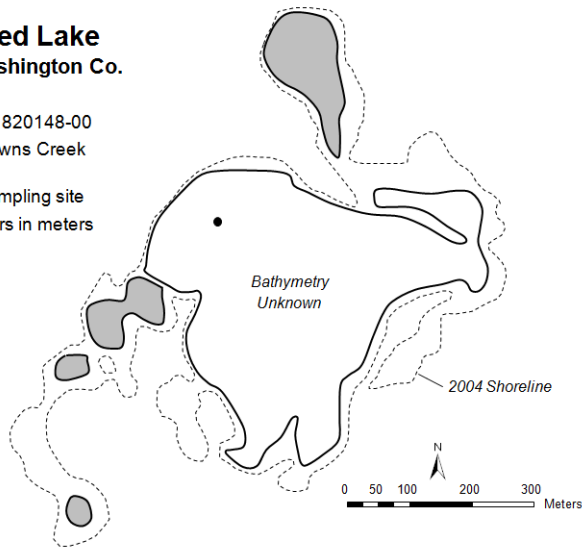 ed Lake
shington Co.
820148-00
wns Creek
mpling site
rs in meters
Bathymetry
Unknown
2004 Shoreline
N
0 50 100 200 300
Meters